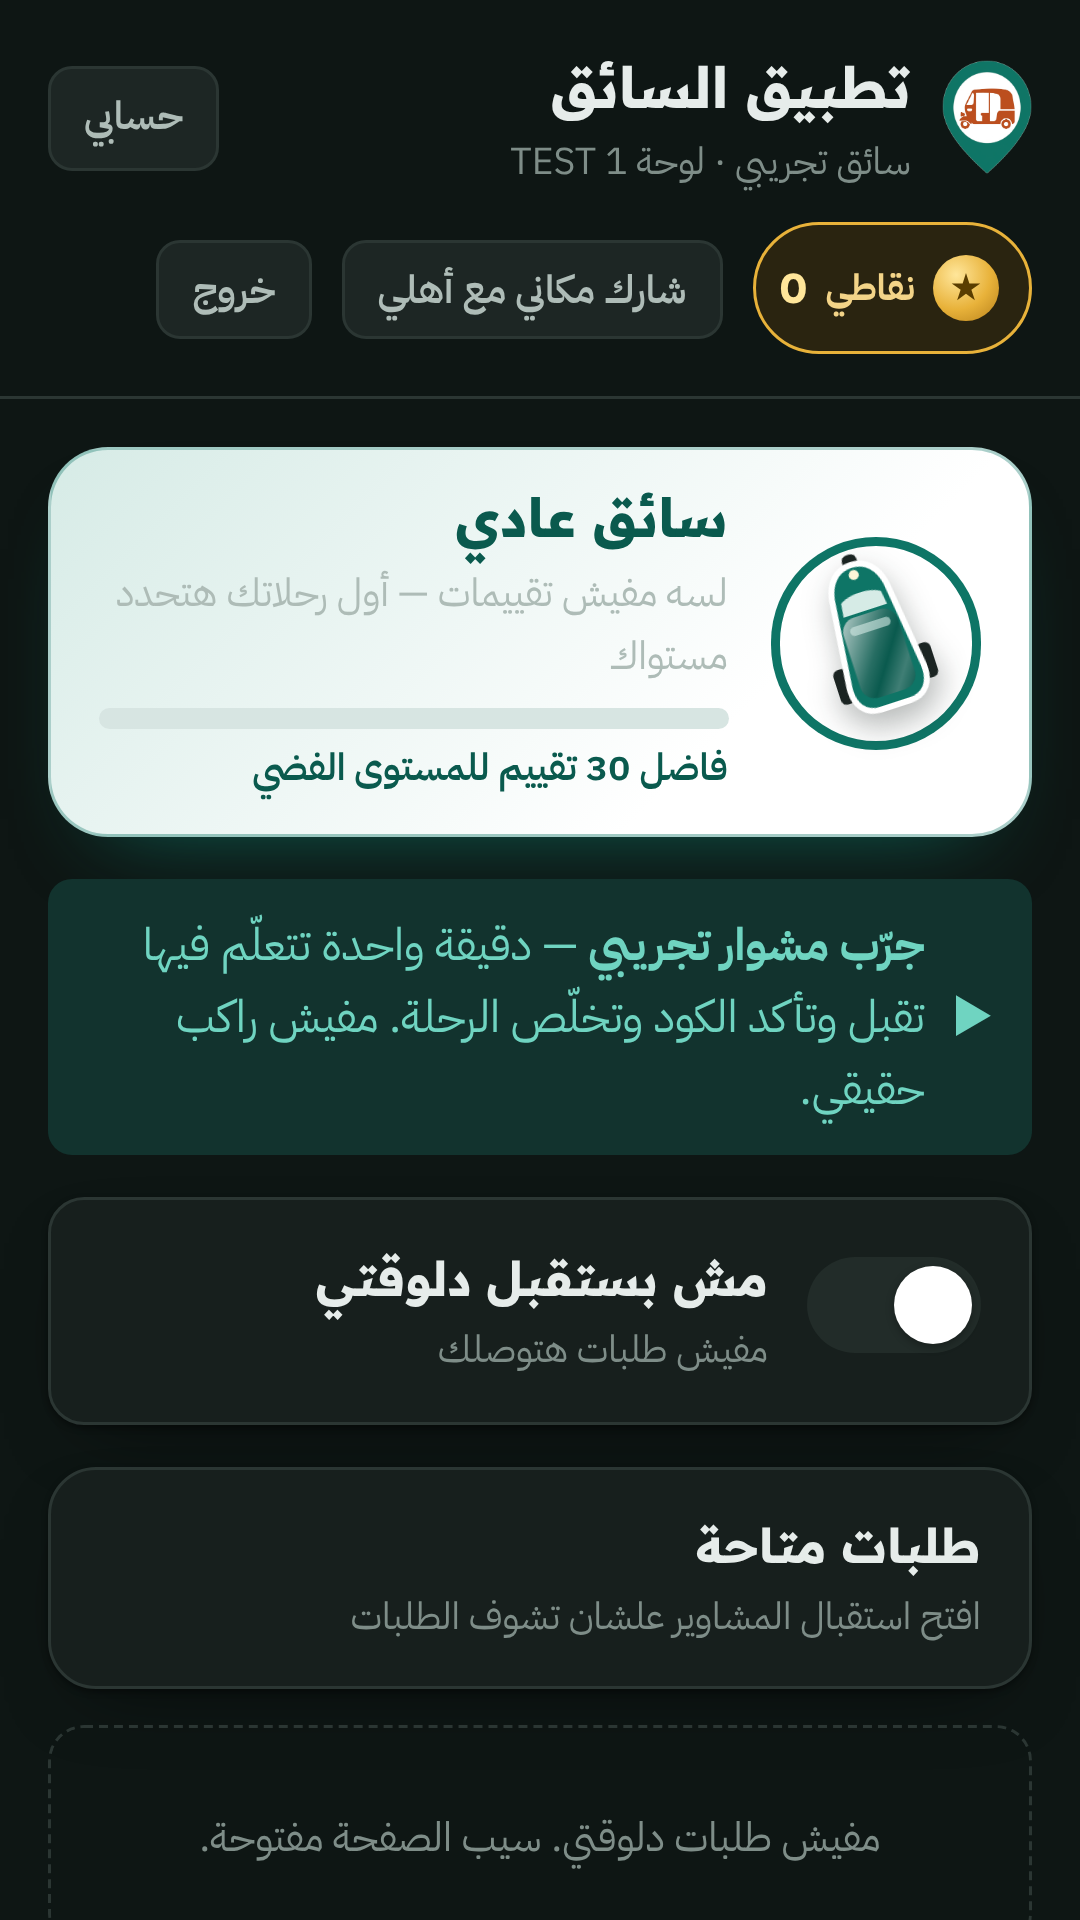 تطبيق السائق
سائق تجريبي · لوحة TEST 1
حسابي
نقاطي 0
شارك مكاني مع أهلي
خروج
سائق عادي
لسه مفيش تقييمات — أول رحلاتك هتحدد
مستواك
فاضل 30 تقييم للمستوى الفضي
جرّب مشوار تجريبي — دقيقة واحدة تتعلّم فيها
تقبل وتأكد الكود وتخلّص الرحلة. مفيش راكب
حقيقي.
مش بستقبل دلوقتي
مفيش طلبات هتوصلك
طلبات متاحة
افتح استقبال المشاوير علشان تشوف الطلبات
مفيش طلبات دلوقتي. سيب الصفحة مفتوحة.